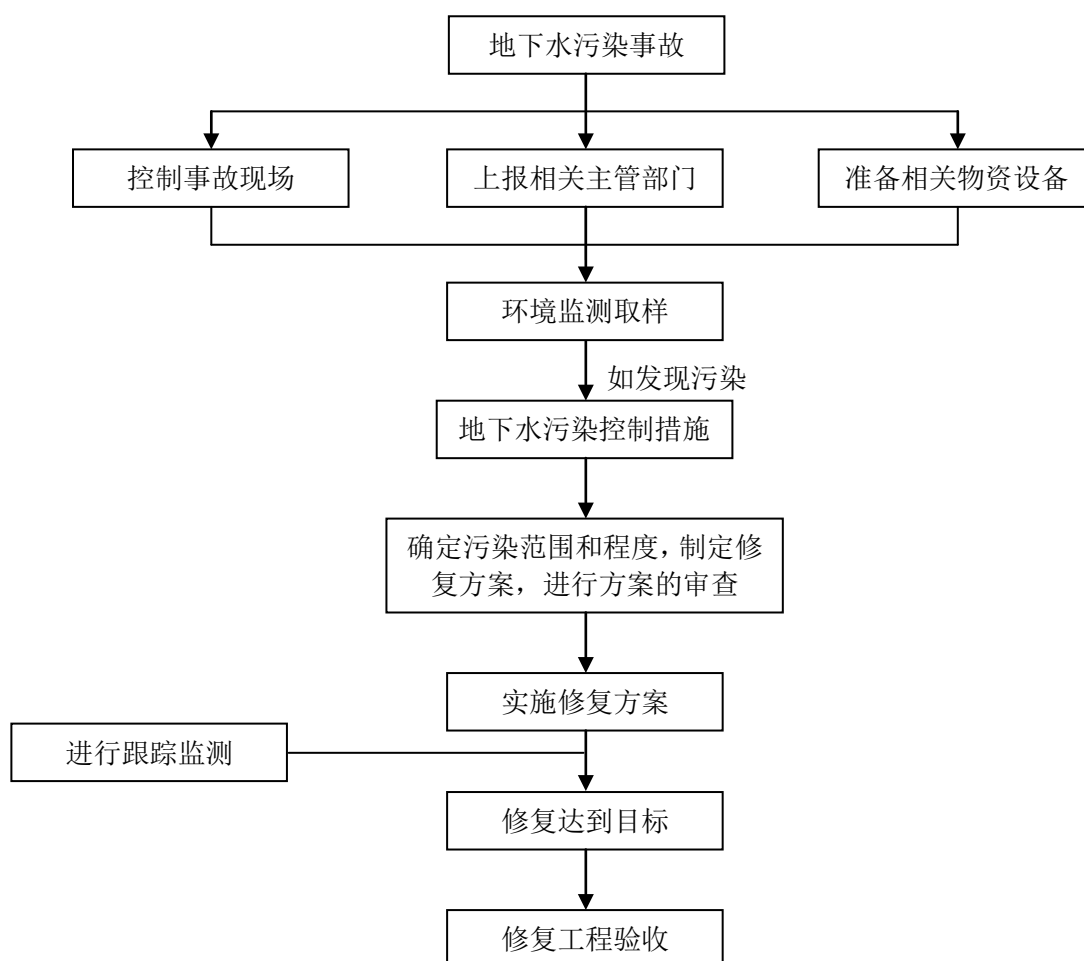 地下水污染事故
控制事故现场
上报相关主管部门
准备相关物资设备
环境监测取样
如发现污染
地下水污染控制措施
确定污染范围和程度，制定修
复方案，进行方案的审查
实施修复方案
进行跟踪监测
修复达到目标
修复工程验收